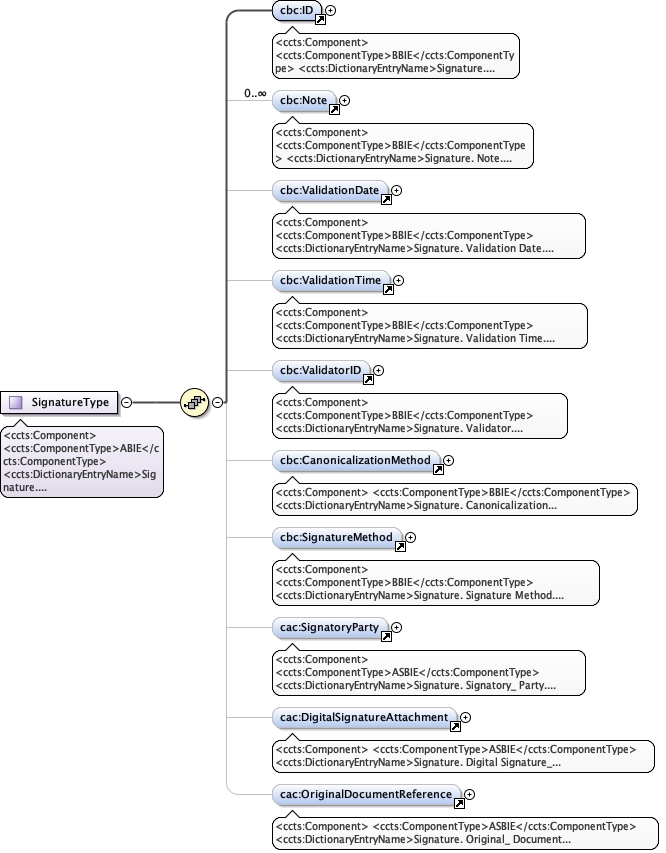 cbc:ID
<ccts:Component>
<ccts:ComponentType>BBIE</ccts:ComponentTy
pe> <ccts:DictionaryEntryName>Signature....
0..∞
cbc:Note
<ccts:Component>
<ccts:ComponentType>BBIE</ccts:ComponentType
> <ccts:DictionaryEntryName>Signature. Note....
cbc:ValidationDate
<ccts:Component>
<ccts:ComponentType>BBIE</ccts:ComponentType>
<ccts:DictionaryEntryName>Signature. Validation Date....
cbc:ValidationTime
<ccts:Component>
<ccts:ComponentType>BBIE</ccts:ComponentType>
<ccts:DictionaryEntryName>Signature. Validation Time....
cbc:ValidatorID
<ccts:Component>
<ccts:ComponentType>BBIE</ccts:ComponentType>
<ccts:DictionaryEntryName>Signature. Validator....
SignatureType
<ccts:Component>
<ccts:ComponentType>ABIE</c
cts:ComponentType>
<ccts:DictionaryEntryName>Sig
nature....
cbc:CanonicalizationMethod
<ccts:Component> <ccts:ComponentType>BBIE</ccts:ComponentType>
<ccts:DictionaryEntryName>Signature. Canonicalization...
cbc:SignatureMethod
<ccts:Component>
<ccts:ComponentType>BBIE</ccts:ComponentType>
<ccts:DictionaryEntryName>Signature. Signature Method....
cac:SignatoryParty
<ccts:Component>
<ccts:ComponentType>ASBIE</ccts:ComponentType>
<ccts:DictionaryEntryName>Signature. Signatory_ Party....
cac:DigitalSignatureAttachment
<ccts:Component> <ccts:ComponentType>ASBIE</ccts:ComponentType>
<ccts:DictionaryEntryName>Signature. Digital Signature_...
cac:OriginalDocumentReference
<ccts:Component> <ccts:ComponentType>ASBIE</ccts:ComponentType>
<ccts:DictionaryEntryName>Signature. Original_ Document...